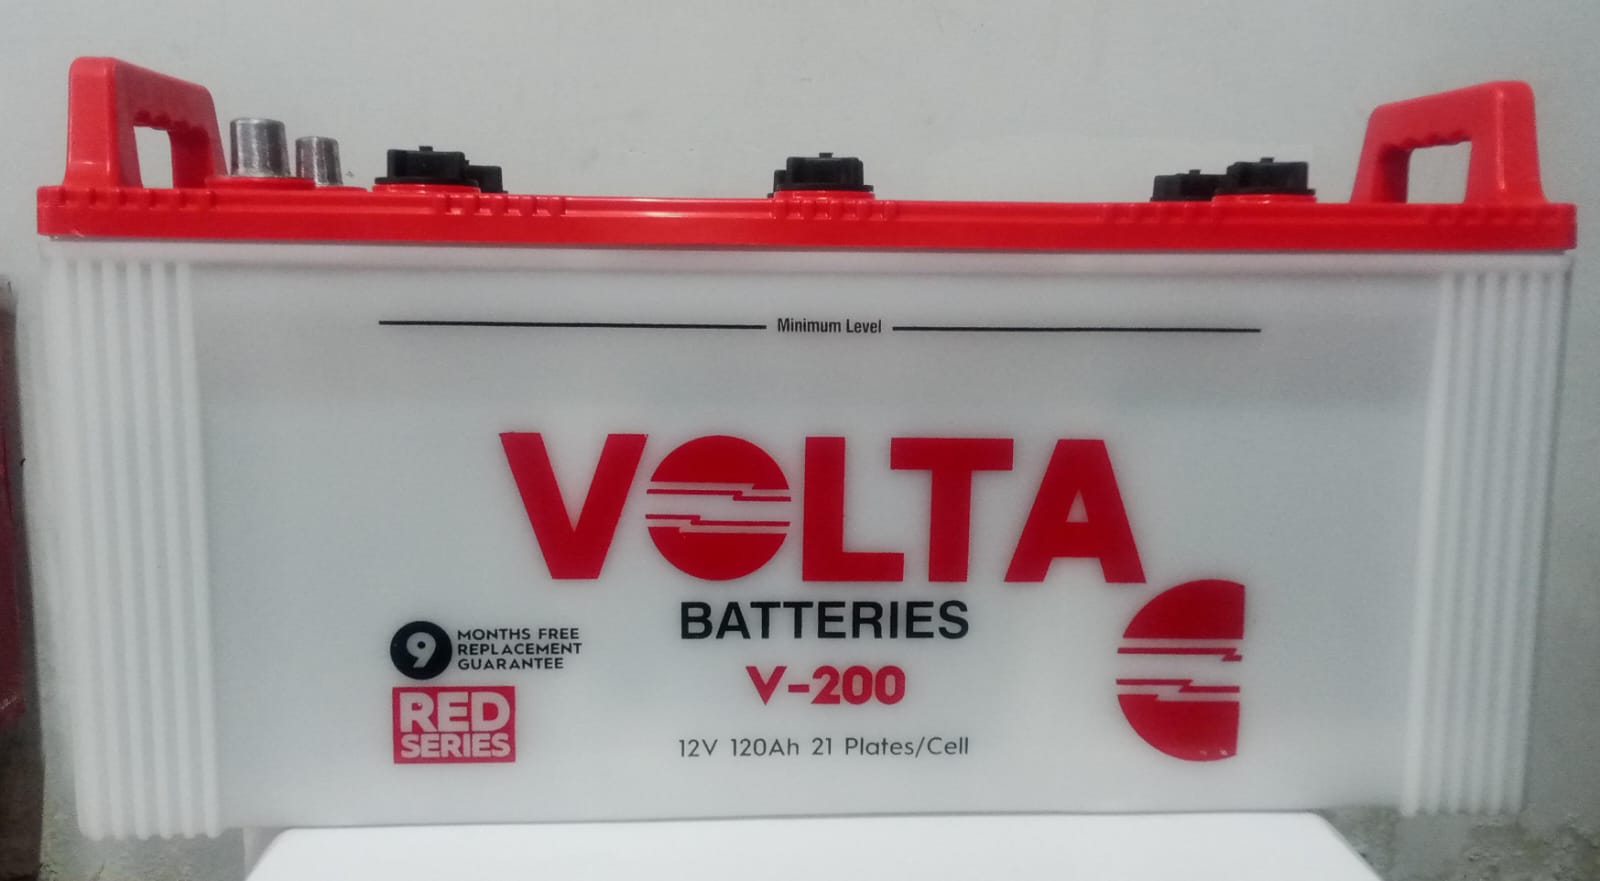 Minimum Level
VOLTA
BATTERIES
V-200
12V 120Ah 21 Plates/Cell
9
MONTHS FREE
REPLACEMENT
GUARANTEE
RED
SERIES